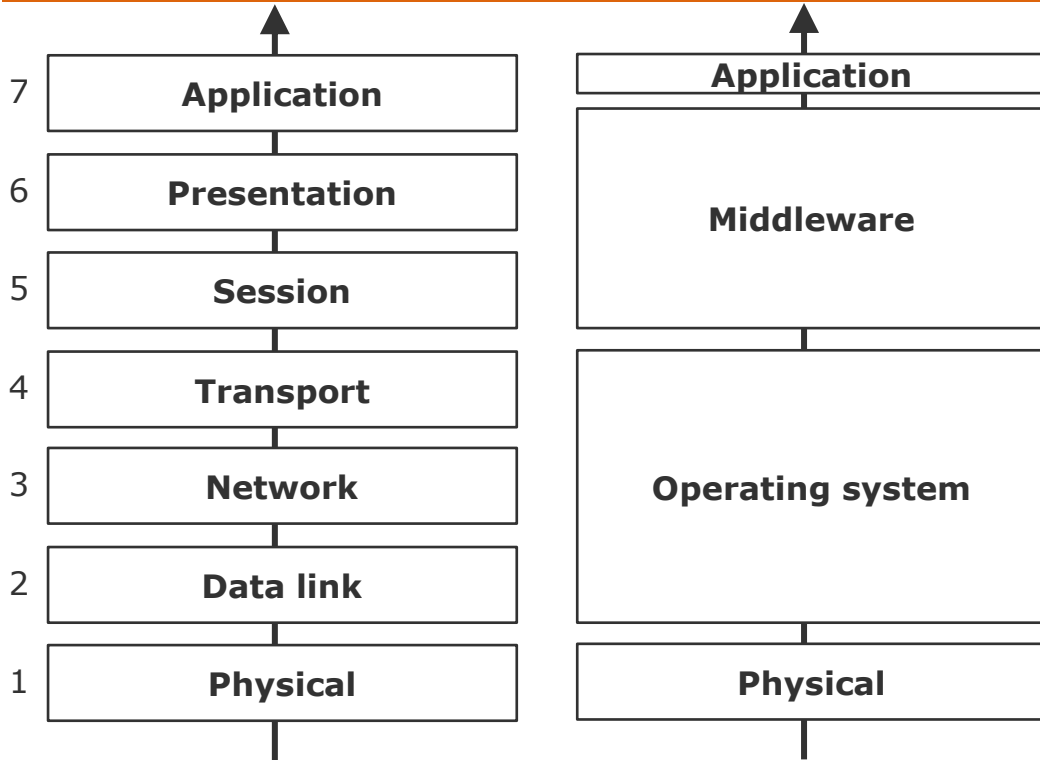 7 Application
6 Presentation
5 Session
4 Transport
3 Network
2 Data link
1 Physical
Application
Middleware
Operating system
Physical